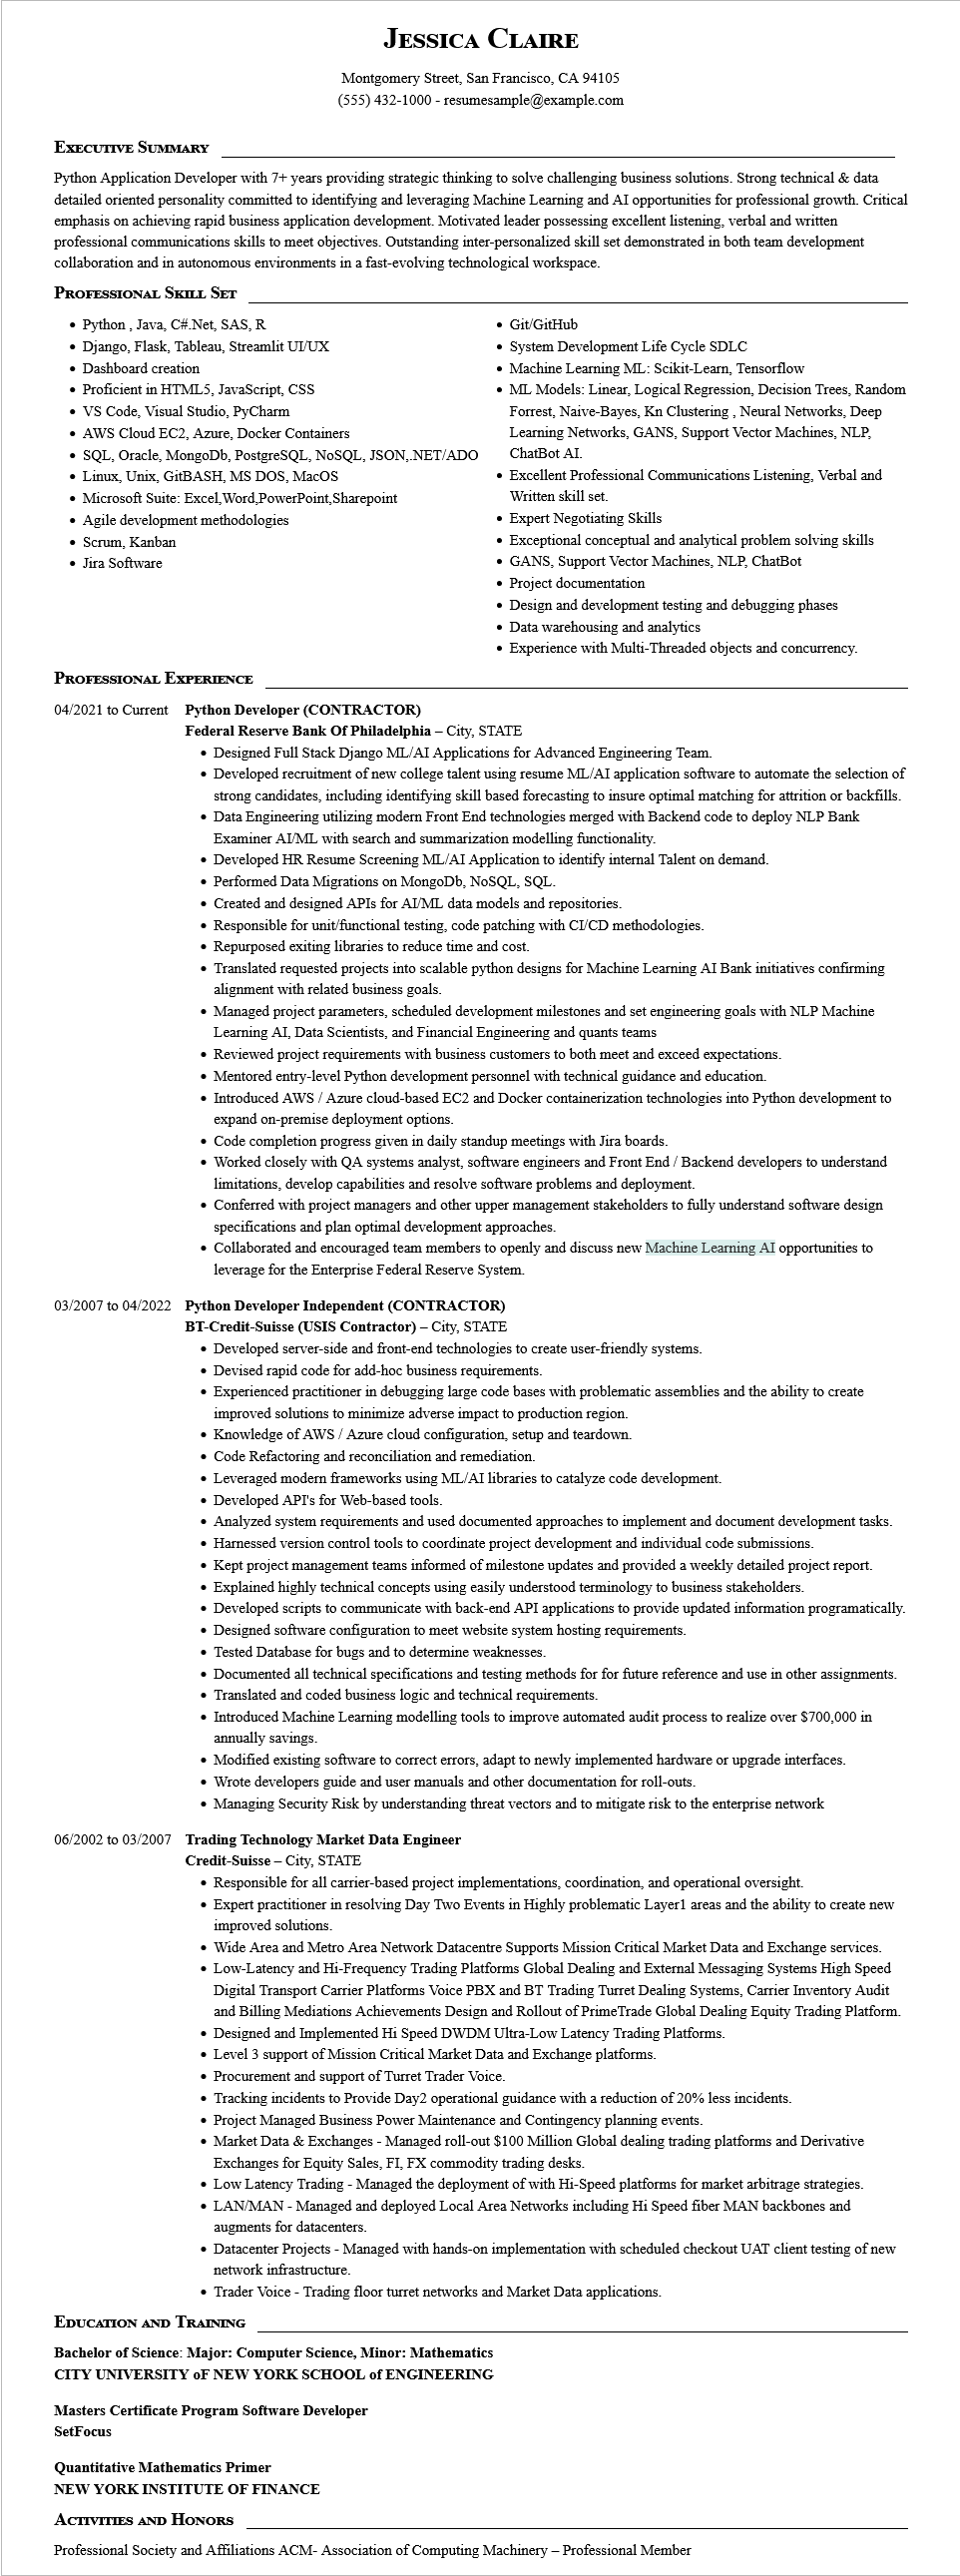 Jessica Claire
Montgomery Street, San Francisco, CA 94105
(555) 432-1000 - resumesample@example.com
Executive Summary
Python Application Developer with 7+ years providing strategic thinking to solve challenging business solutions. Strong technical & data
detailed oriented personality committed to identifying and leveraging Machine Learning and AI opportunities for professional growth. Critical
emphasis on achieving rapid business application development. Motivated leader possessing excellent listening, verbal and written
professional communications skills to meet objectives. Outstanding inter-personalized skill set demonstrated in both team development
collaboration and in autonomous environments in a fast-evolving technological workspace.
Professional Skill Set
• Python , Java, C#.Net, SAS, R
• Django, Flask, Tableau, Streamlit UI/UX
• Dashboard creation
• Proficient in HTML5, JavaScript, CSS
• VS Code, Visual Studio, PyCharm
• AWS Cloud EC2, Azure, Docker Containers
• SQL, Oracle, MongoDb, PostgreSQL, NoSQL, JSON,.NET/ADO
• Linux, Unix, GitBASH, MS DOS, MacOS
• Microsoft Suite: Excel,Word,PowerPoint,Sharepoint
• Agile development methodologies
• Scrum, Kanban
• Jira Software
• Git/GitHub
• System Development Life Cycle SDLC
• Machine Learning ML: Scikit-Learn, Tensorflow
• ML Models: Linear, Logical Regression, Decision Trees, Random
Forrest, Naive-Bayes, Kn Clustering , Neural Networks, Deep
Learning Networks, GANS, Support Vector Machines, NLP,
ChatBot AI.
• Excellent Professional Communications Listening, Verbal and
Written skill set.
• Expert Negotiating Skills
• Exceptional conceptual and analytical problem solving skills
• GANS, Support Vector Machines, NLP, ChatBot
• Project documentation
• Design and development testing and debugging phases
• Data warehousing and analytics
• Experience with Multi-Threaded objects and concurrency.
Professional Experience
04/2021 to Current Python Developer (CONTRACTOR)
Federal Reserve Bank Of Philadelphia – City, STATE
• Designed Full Stack Django ML/AI Applications for Advanced Engineering Team.
• Developed recruitment of new college talent using resume ML/AI application software to automate the selection of
strong candidates, including identifying skill based forecasting to insure optimal matching for attrition or backfills.
• Data Engineering utilizing modern Front End technologies merged with Backend code to deploy NLP Bank
Examiner AI/ML with search and summarization modelling functionality.
• Developed HR Resume Screening ML/AI Application to identify internal Talent on demand.
• Performed Data Migrations on MongoDb, NoSQL, SQL.
• Created and designed APIs for AI/ML data models and repositories.
• Responsible for unit/functional testing, code patching with CI/CD methodologies.
• Repurposed exiting libraries to reduce time and cost.
• Translated requested projects into scalable python designs for Machine Learning AI Bank initiatives confirming
alignment with related business goals.
• Managed project parameters, scheduled development milestones and set engineering goals with NLP Machine
Learning AI, Data Scientists, and Financial Engineering and quants teams
• Reviewed project requirements with business customers to both meet and exceed expectations.
• Mentored entry-level Python development personnel with technical guidance and education.
• Introduced AWS / Azure cloud-based EC2 and Docker containerization technologies into Python development to
expand on-premise deployment options.
• Code completion progress given in daily standup meetings with Jira boards.
• Worked closely with QA systems analyst, software engineers and Front End / Backend developers to understand
limitations, develop capabilities and resolve software problems and deployment.
• Conferred with project managers and other upper management stakeholders to fully understand software design
specifications and plan optimal development approaches.
• Collaborated and encouraged team members to openly and discuss new Machine Learning AI opportunities to
leverage for the Enterprise Federal Reserve System.
03/2007 to 04/2022 Python Developer Independent (CONTRACTOR)
BT-Credit-Suisse (USIS Contractor) – City, STATE
• Developed server-side and front-end technologies to create user-friendly systems.
• Devised rapid code for add-hoc business requirements.
• Experienced practitioner in debugging large code bases with problematic assemblies and the ability to create
improved solutions to minimize adverse impact to production region.
• Knowledge of AWS / Azure cloud configuration, setup and teardown.
• Code Refactoring and reconciliation and remediation.
• Leveraged modern frameworks using ML/AI libraries to catalyze code development.
• Developed API's for Web-based tools.
• Analyzed system requirements and used documented approaches to implement and document development tasks.
• Harnessed version control tools to coordinate project development and individual code submissions.
• Kept project management teams informed of milestone updates and provided a weekly detailed project report.
• Explained highly technical concepts using easily understood terminology to business stakeholders.
• Developed scripts to communicate with back-end API applications to provide updated information programatically.
• Designed software configuration to meet website system hosting requirements.
• Tested Database for bugs and to determine weaknesses.
• Documented all technical specifications and testing methods for for future reference and use in other assignments.
• Translated and coded business logic and technical requirements.
• Introduced Machine Learning modelling tools to improve automated audit process to realize over $700,000 in
annually savings.
• Modified existing software to correct errors, adapt to newly implemented hardware or upgrade interfaces.
• Wrote developers guide and user manuals and other documentation for roll-outs.
• Managing Security Risk by understanding threat vectors and to mitigate risk to the enterprise network
06/2002 to 03/2007 Trading Technology Market Data Engineer
Credit-Suisse – City, STATE
• Responsible for all carrier-based project implementations, coordination, and operational oversight.
• Expert practitioner in resolving Day Two Events in Highly problematic Layer1 areas and the ability to create new
improved solutions.
• Wide Area and Metro Area Network Datacentre Supports Mission Critical Market Data and Exchange services.
• Low-Latency and Hi-Frequency Trading Platforms Global Dealing and External Messaging Systems High Speed
Digital Transport Carrier Platforms Voice PBX and BT Trading Turret Dealing Systems, Carrier Inventory Audit
and Billing Mediations Achievements Design and Rollout of PrimeTrade Global Dealing Equity Trading Platform.
• Designed and Implemented Hi Speed DWDM Ultra-Low Latency Trading Platforms.
• Level 3 support of Mission Critical Market Data and Exchange platforms.
• Procurement and support of Turret Trader Voice.
• Tracking incidents to Provide Day2 operational guidance with a reduction of 20% less incidents.
• Project Managed Business Power Maintenance and Contingency planning events.
• Market Data & Exchanges - Managed roll-out $100 Million Global dealing trading platforms and Derivative
Exchanges for Equity Sales, FI, FX commodity trading desks.
• Low Latency Trading - Managed the deployment of with Hi-Speed platforms for market arbitrage strategies.
• LAN/MAN - Managed and deployed Local Area Networks including Hi Speed fiber MAN backbones and
augments for datacenters.
• Datacenter Projects - Managed with hands-on implementation with scheduled checkout UAT client testing of new
network infrastructure.
• Trader Voice - Trading floor turret networks and Market Data applications.
Education and Training
Bachelor of Science: Major: Computer Science, Minor: Mathematics
CITY UNIVERSITY oF NEW YORK SCHOOL of ENGINEERING
Masters Certificate Program Software Developer
SetFocus
Quantitative Mathematics Primer
NEW YORK INSTITUTE OF FINANCE
Activities and Honors
Professional Society and Affiliations ACM- Association of Computing Machinery – Professional Member